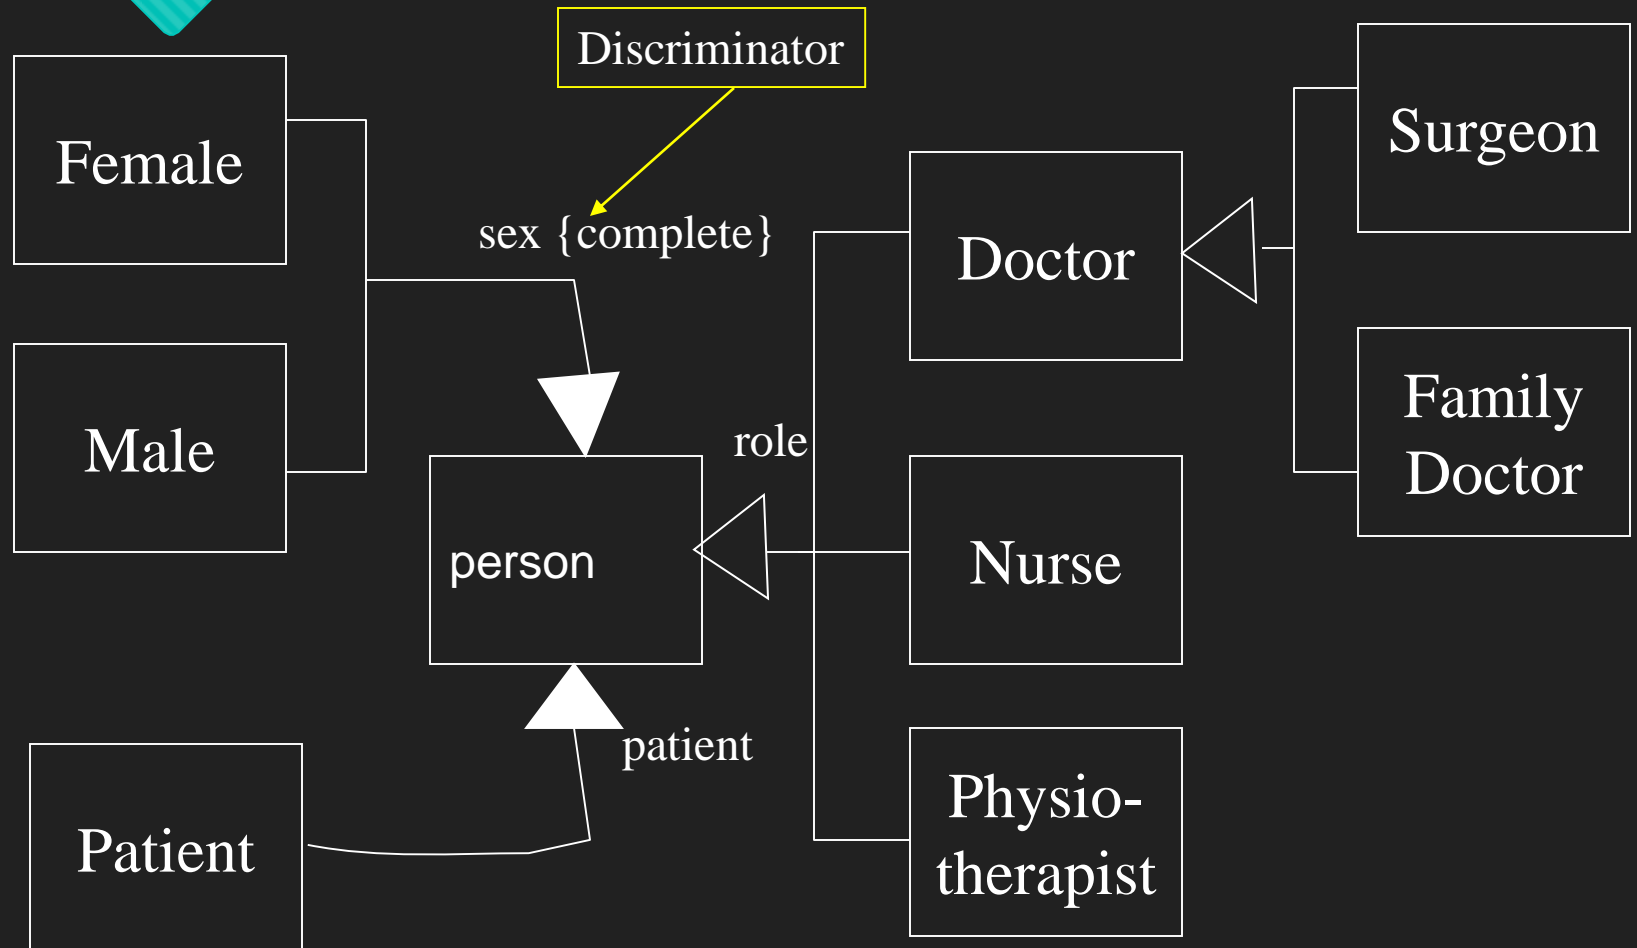 Discriminator
Female
Surgeon
sex {complete}
Doctor
Male
role
Family
Doctor
person
Nurse
patient
Patient
Physio-
therapist